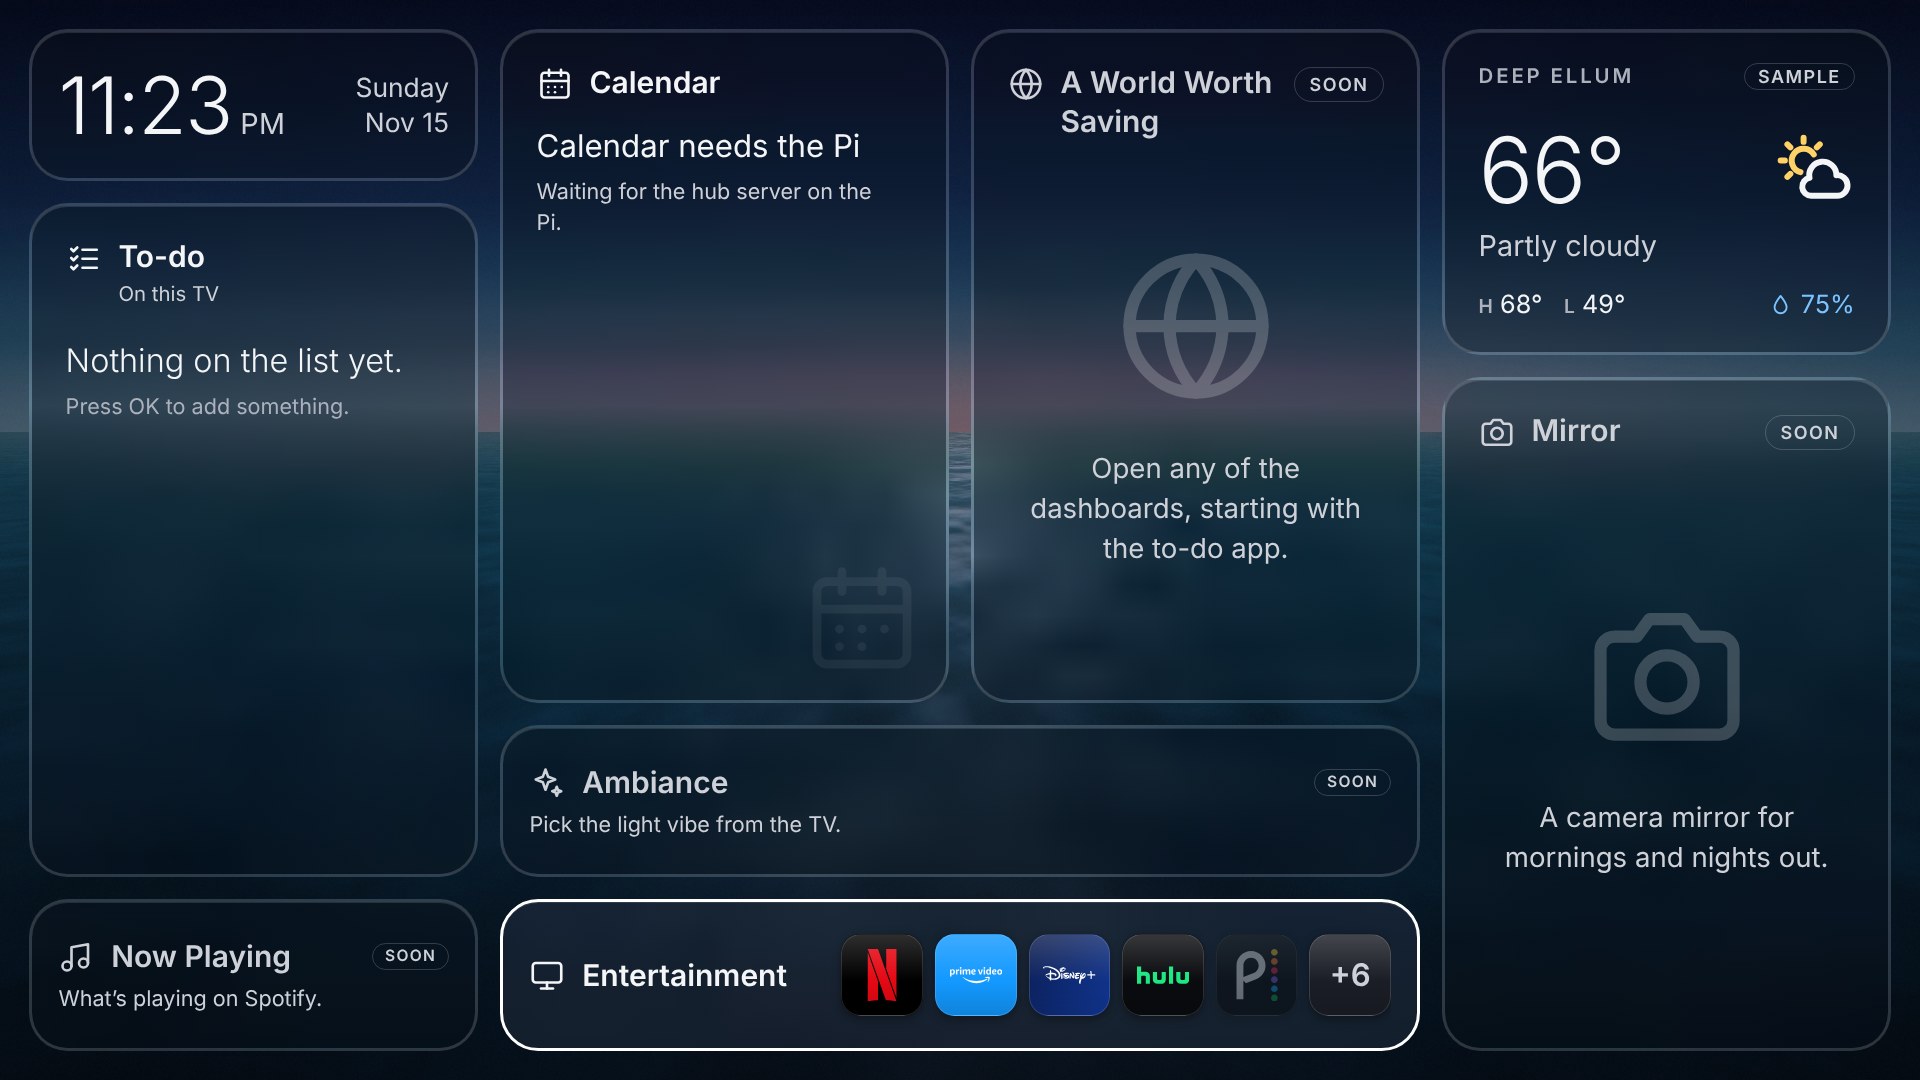 11:23 PM
Sunday
Nov 15
To-do
On this TV
Nothing on the list yet.
Press OK to add something.
Now Playing
SOON
What's playing on Spotify.
Calendar
Calendar needs the Pi
Waiting for the hub server on the
Pi.
A World Worth
Saving
SOON
Open any of the
dashboards, starting with
the to-do app.
Ambiance
SOON
Pick the light vibe from the TV.
Entertainment
N
prime video
Disney+
hulu
P
+6
DEEP ELLUM
SAMPLE
66°
Partly cloudy
H 68° L 49°
75%
Mirror
SOON
A camera mirror for
mornings and nights out.